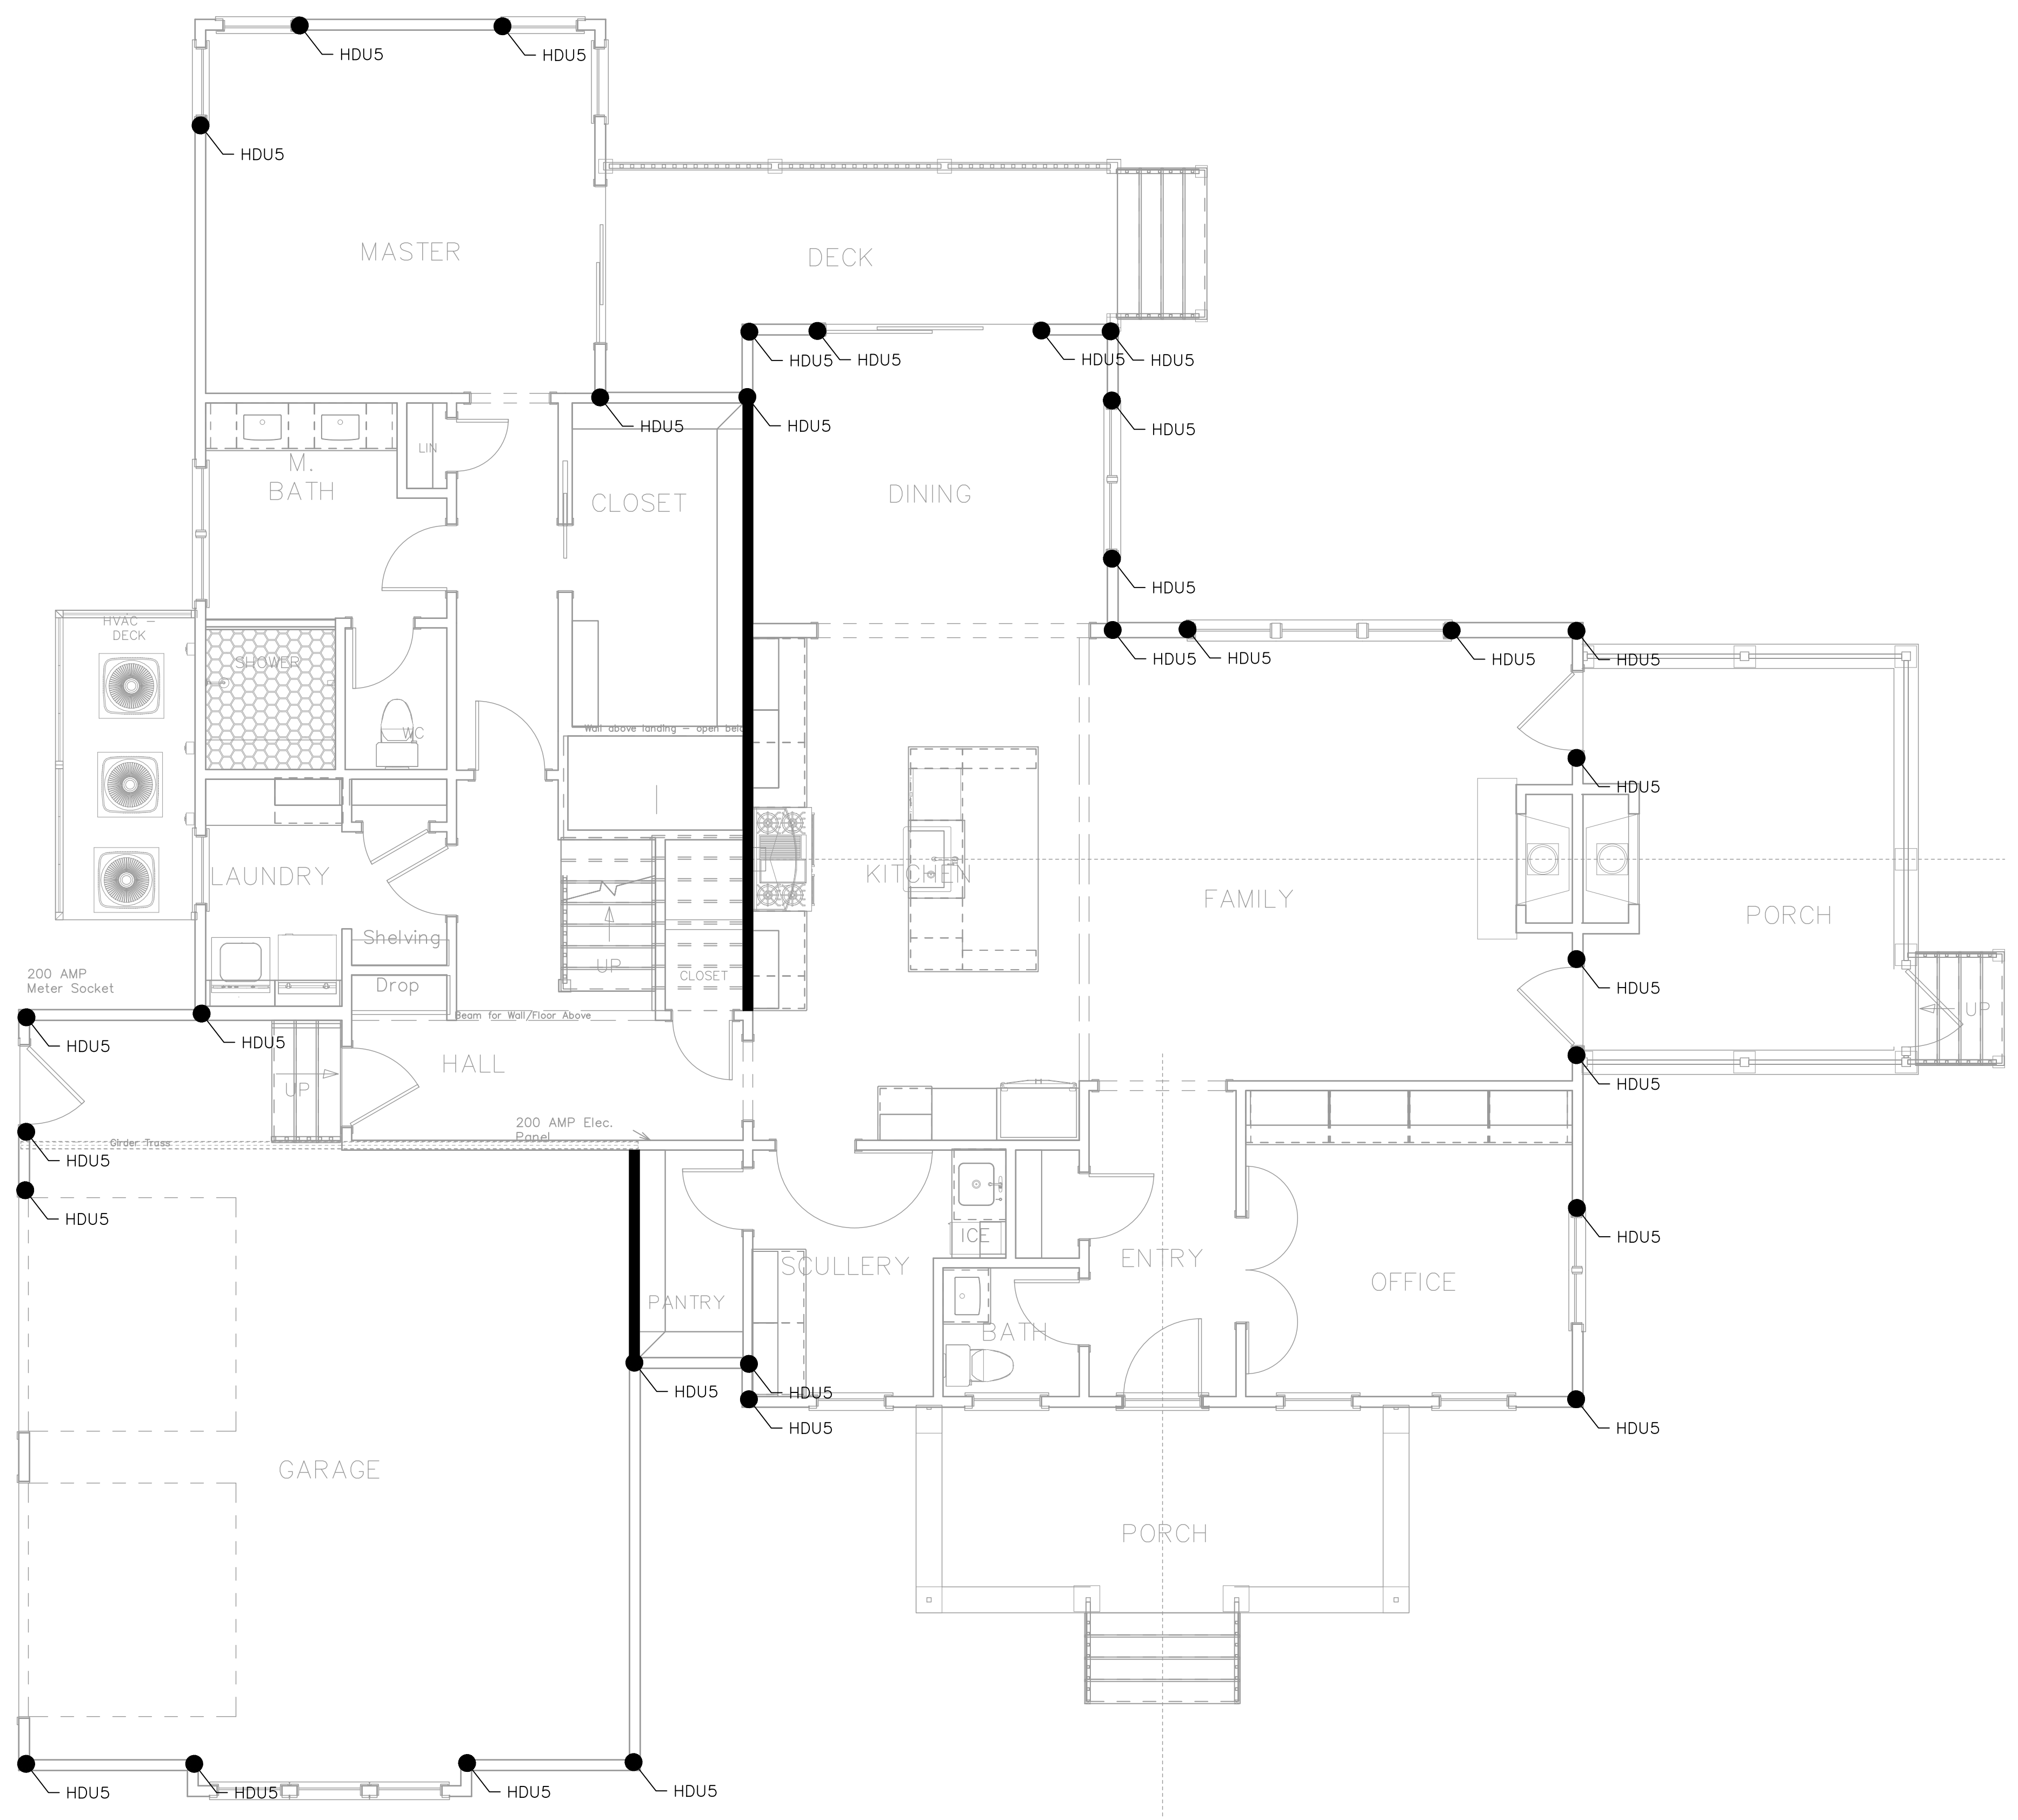 HDU5
HDU5
HDU5
MASTER
DECK
HDU5
HDU5
HDU5
HDU5
HDU5
HDU5
HDU5
LIN
M.
BATH
CLOSET
DINING
HDU5
HVAC –
DECK
SHOWER
HDU5
HDU5
HDU5
HDU5
WC
Wall above landing – open belo
HDU5
LAUNDRY
KITCHEN
FAMILY
PORCH
Shelving
UP
CLOSET
200 AMP
Meter Socket
Drop
HDU5
UP
Beam for Wall/Floor Above
HDU5
HDU5
HALL
UP
HDU5
200 AMP Elec.
Panel
Girder Truss
HDU5
HDU5
ICE
HDU5
SCULLERY
ENTRY
OFFICE
PANTRY
BATH
HDU5
HDU5
HDU5
HDU5
GARAGE
PORCH
HDU5
HDU5
HDU5
HDU5